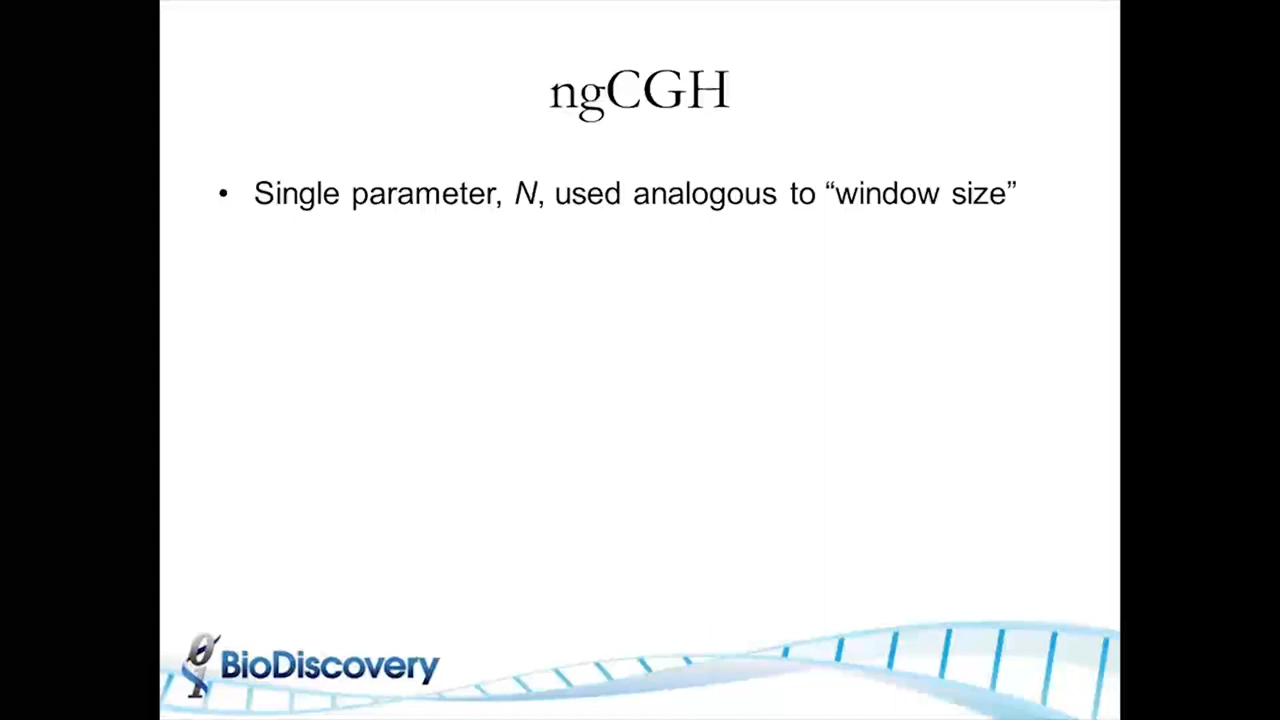 ngCGH
• Single parameter, N, used analogous to “window size”
BioDiscovery